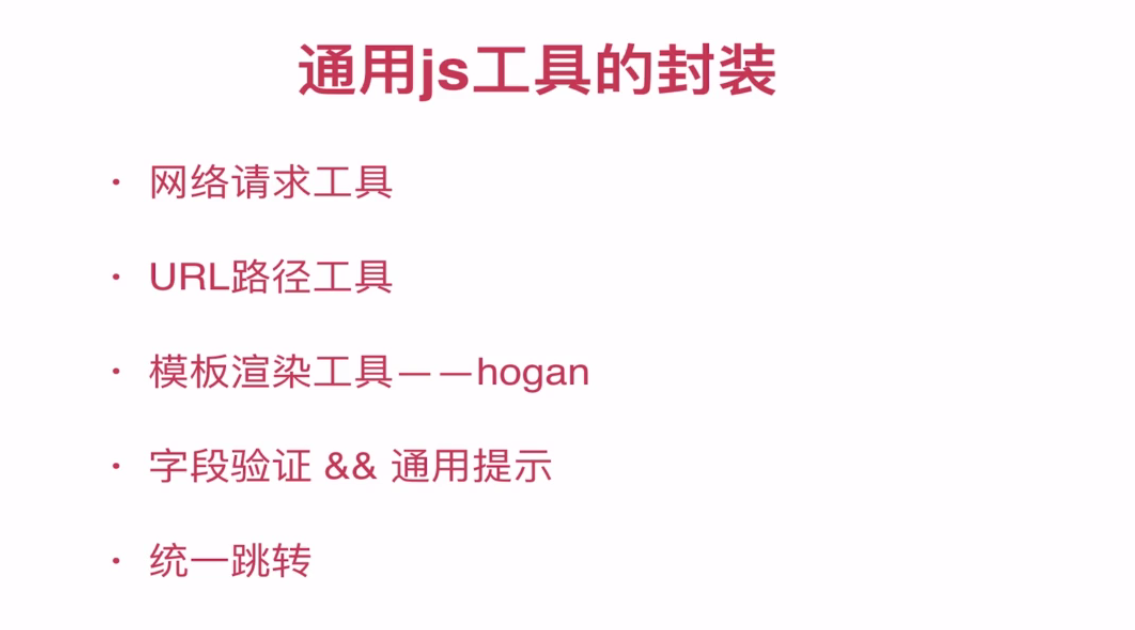 通用js工具的封装
· 网络请求工具
· URL路径工具
· 模板渲染工具——hogan
· 字段验证 && 通用提示
· 统一跳转